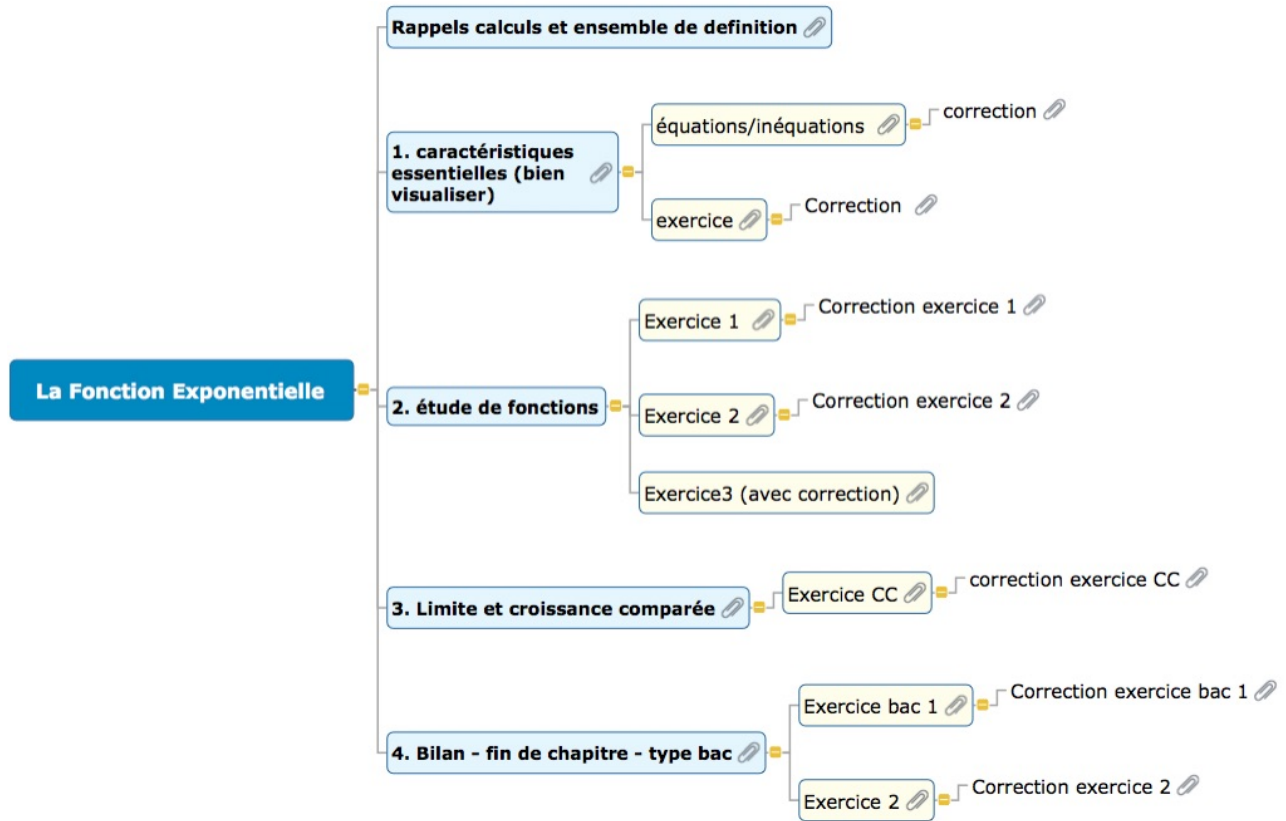 La Fonction Exponentielle
Rappels calculs et ensemble de definition
1. caractéristiques
essentielles (bien
visualiser)
équations/inéquations
correction
exercice
Correction
2. étude de fonctions
Exercice 1
Correction exercice 1
Exercice 2
Correction exercice 2
Exercice3 (avec correction)
3. Limite et croissance comparée
Exercice CC
correction exercice CC
4. Bilan - fin de chapitre - type bac
Exercice bac 1
Correction exercice bac 1
Exercice 2
Correction exercice 2